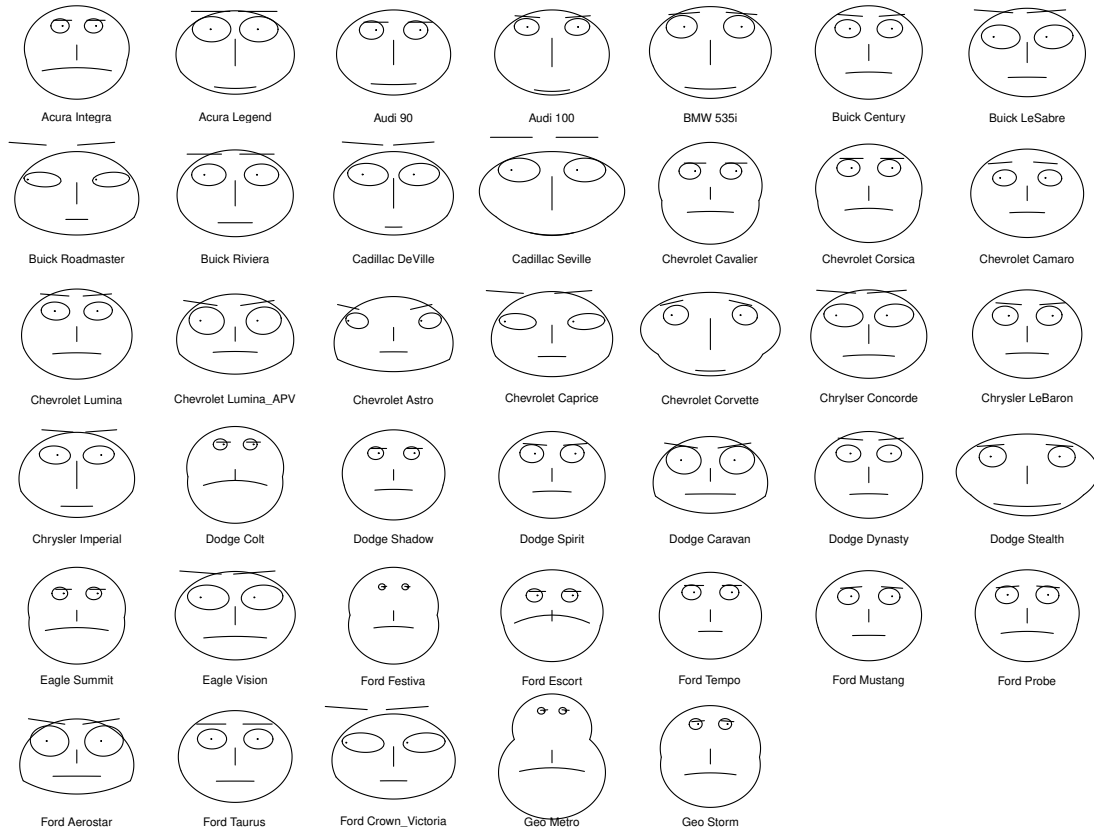 Acura Integra Acura Legend Audi 90 Audi 100 BMW 535i Buick Century Buick LeSabre
Buick Roadmaster Buick Riviera Cadillac DeVille Cadillac Seville Chevrolet Cavalier Chevrolet Corsica Chevrolet Camaro
Chevrolet Lumina Chevrolet Lumina_APV Chevrolet Astro Chevrolet Caprice Chevrolet Corvette Chrylser Concorde Chrysler LeBaron
Chrysler Imperial Dodge Colt Dodge Shadow Dodge Spirit Dodge Caravan Dodge Dynasty Dodge Stealth
Eagle Summit Eagle Vision Ford Festiva Ford Escort Ford Tempo Ford Mustang Ford Probe
Ford Aerostar Ford Taurus Ford Crown_Victoria Geo Metro Geo Storm